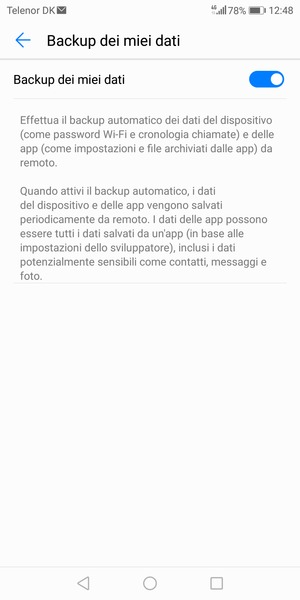 Telenor DK 4G 78% 12:48
Backup dei miei dati
Backup dei miei dati
Effettua il backup automatico dei dati del dispositivo
(come password Wi-Fi e cronologia chiamate) e delle
app (come impostazioni e file archiviati dalle app) da
remoto.
Quando attivi il backup automatico, i dati
del dispositivo e delle app vengono salvati
periodicamente da remoto. I dati delle app possono
essere tutti i dati salvati da un'app (in base alle
impostazioni dello sviluppatore), inclusi i dati
potenzialmente sensibili come contatti, messaggi e
foto.